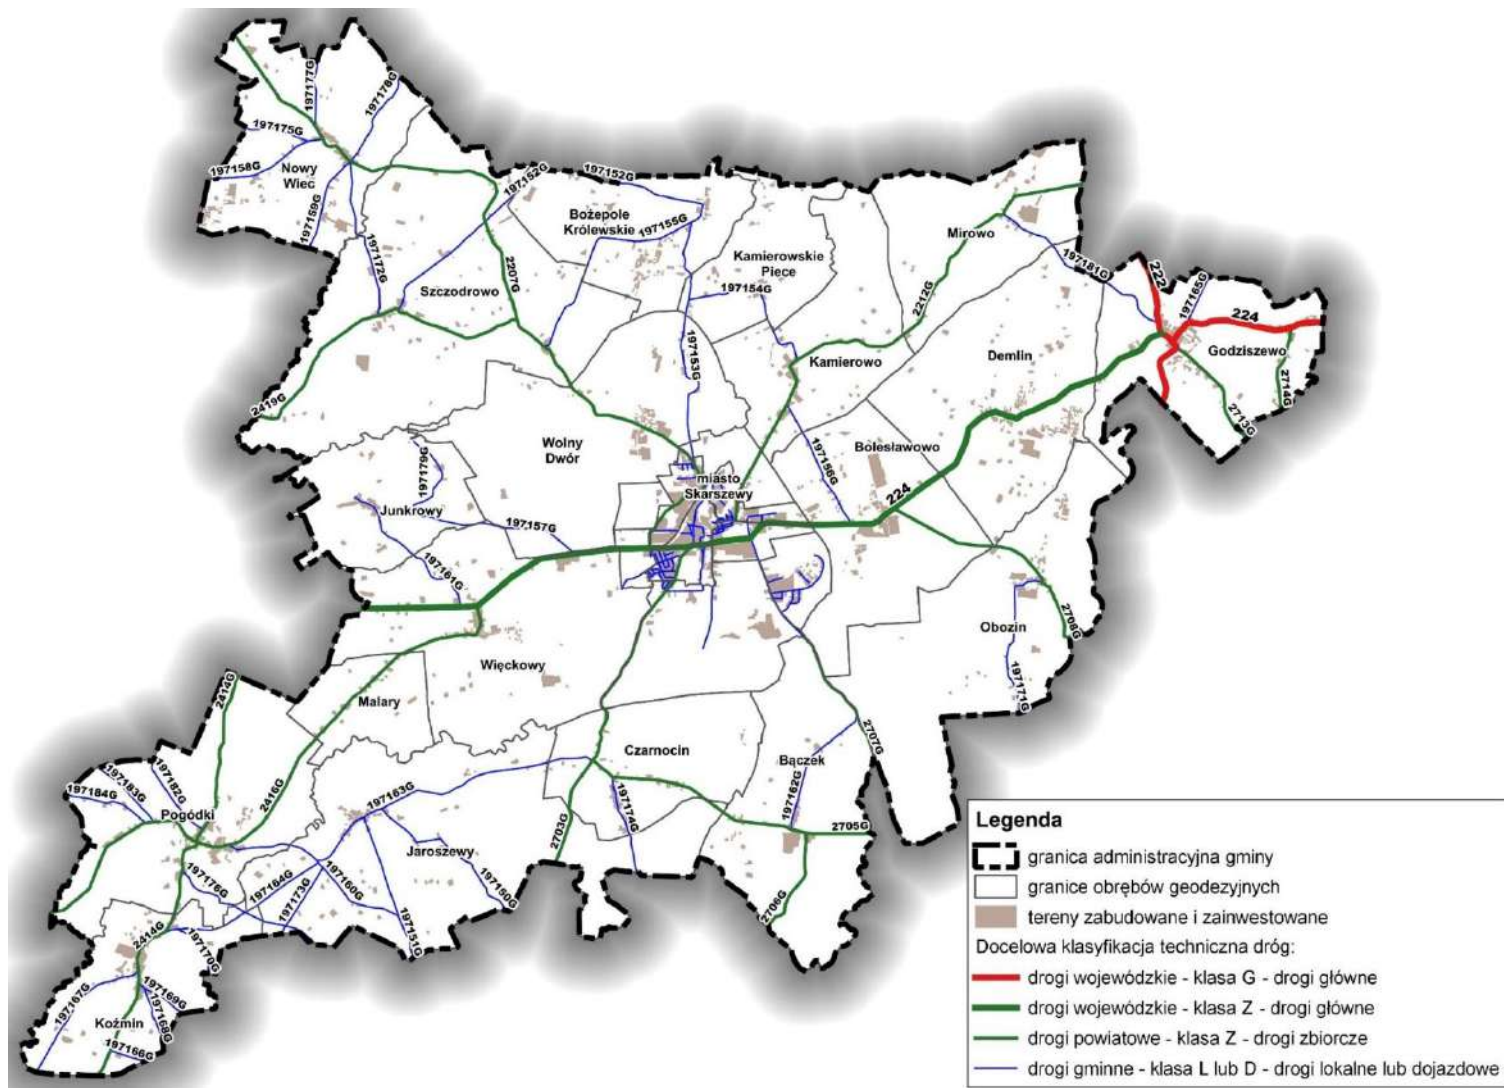 197177G
197178G
197175G
197158G
Nowy
Wiec
197159G
197172G
197152G
197152G
Bożepole
Królewskie
197155G
Kamierowskie
Piece
197154G
Mirowo
197181G
222
197165G
224
Godziszewo
2714G
2713G
2207G
Szczodrowo
2212G
197153G
Kamierowo
Demlin
2419G
Wolny
Dwór
197179G
197156G
Bolesławowo
miasto
Skarszewy
224
Junkrowy
197157G
197161G
Obozin
2708G
197171G
Więckowy
2414G
Malary
Czarnocin
2707G
Bączek
197162G
197182G
197183G
197184G
2416G
Pogódki
197163G
2703G
197174G
2705G
Jaroszewy
197176G
197164G
197173G
197160G
197150G
197151G
2706G
2414G
197170G
197167G
197169G
197168G
Koźmin
197166G
Legenda
granica administracyjna gminy
granice obrębów geodezyjnych
tereny zabudowane i zainwestowane
Docelowa klasyfikacja techniczna dróg:
drogi wojewódzkie - klasa G - drogi główne
drogi wojewódzkie - klasa Z - drogi główne
drogi powiatowe - klasa Z - drogi zbiorcze
drogi gminne - klasa L lub D - drogi lokalne lub dojazdowe